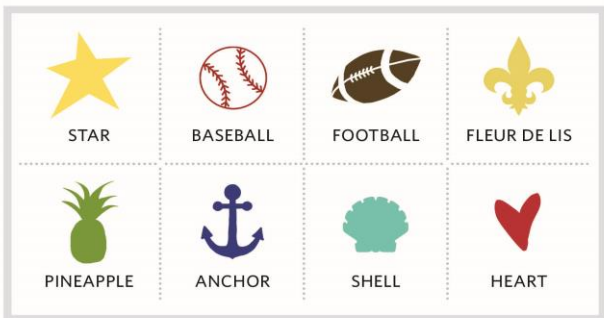 STAR
BASEBALL
FOOTBALL
FLEUR DE LIS
PINEAPPLE
ANCHOR
SHELL
HEART